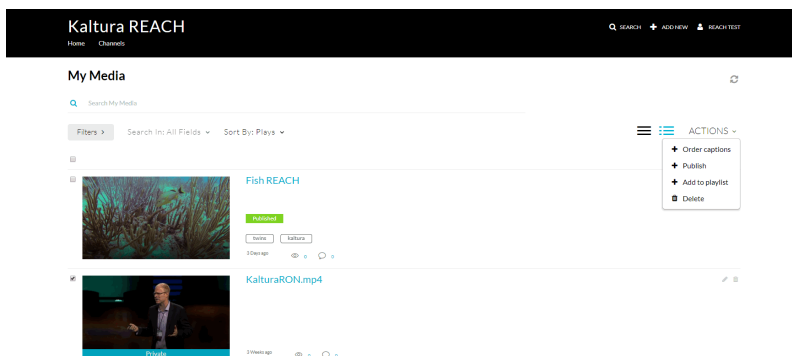 Kaltura REACH
SEARCH ADD NEW REACH TEST
Home Channels
My Media
Search My Media
Filters > Search In: All Fields Sort By: Plays ACTIONS
Order captions
Publish
Add to playlist
Delete
Fish REACH
Published
twins kaltura
3 Days ago 0 0
KalturaRON.mp4
Private
3 Weeks ago